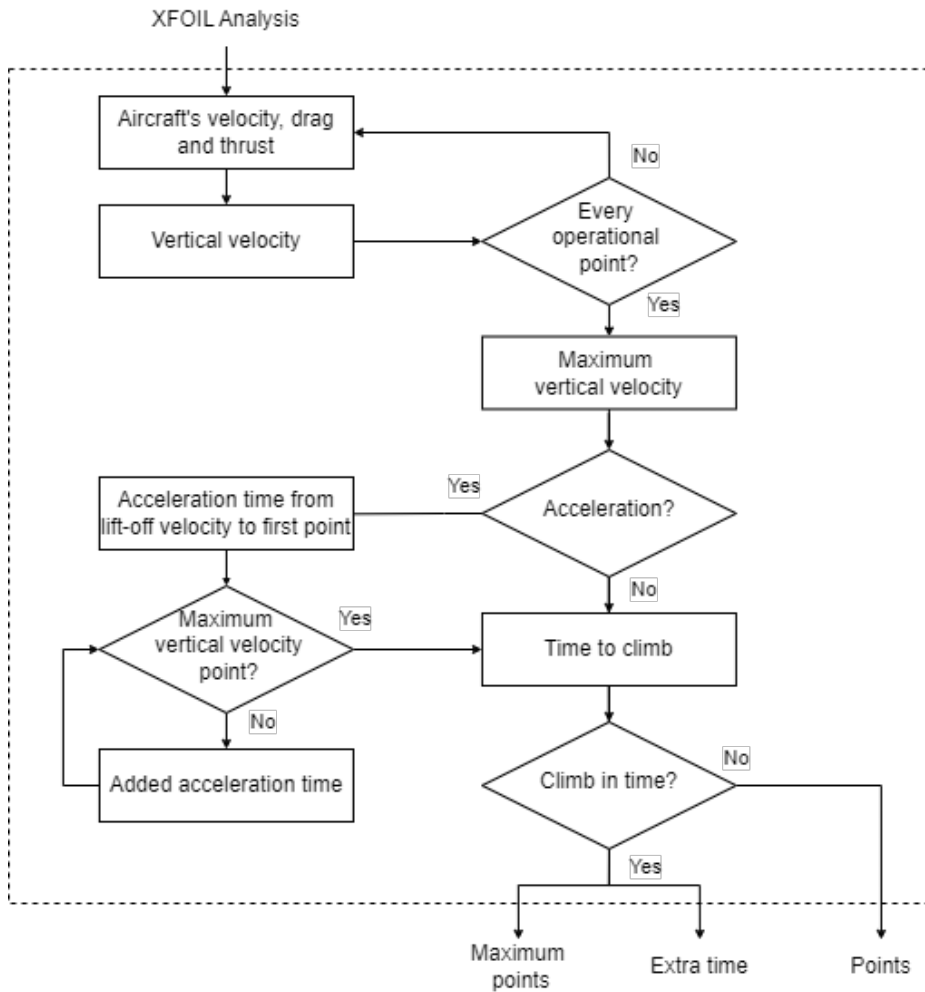 XFOIL Analysis
Aircraft's velocity, drag
and thrust
No
Vertical velocity
Every
operational
point?
Yes
Maximum
vertical velocity
Yes
Acceleration?
Acceleration time from
lift-off velocity to first point
No
Maximum
vertical velocity
point?
Yes
Time to climb
No
Added acceleration time
Climb in time?
No
Yes
Maximum
points
Extra time
Points